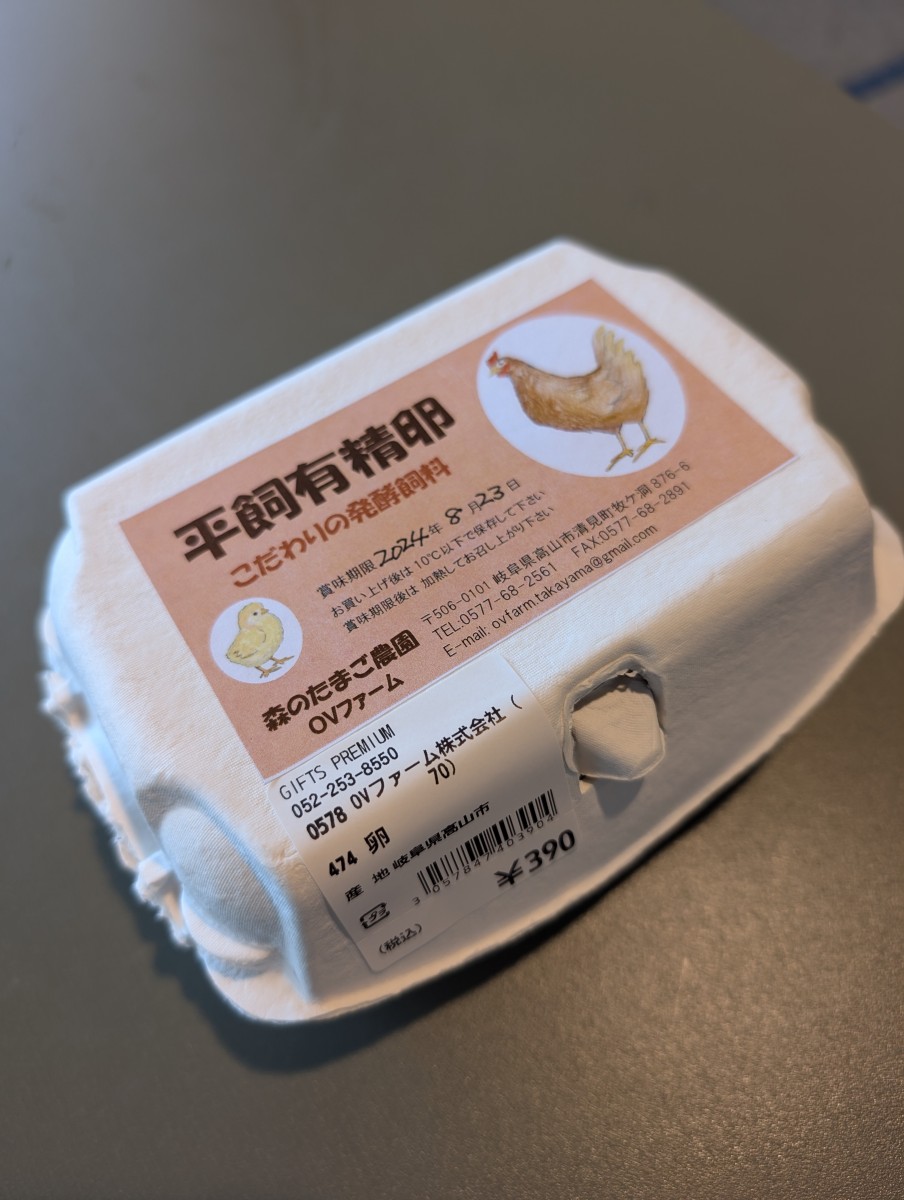 平飼有精卵
こだわりの発酵飼料
賞味期限 2024年 8月23日
お買い上げ後は 10℃以下で保存して下さい
賞味期限後は 加熱してお召し上がり下さい
〒506-0101 岐阜県高山市清見町牧ケ洞 876-6
TEL:0577-68-2561 FAX.0577-68-2891
E-mail: ovfarm.takayama@gmail.com
森のたまご農園
OVファーム
GIFTS PREMIUM
052-253-8550
0578 OVファーム株式会社(
70)
474 卵
産 地 岐阜県高山市
3 057847 403904
¥390
(税込)